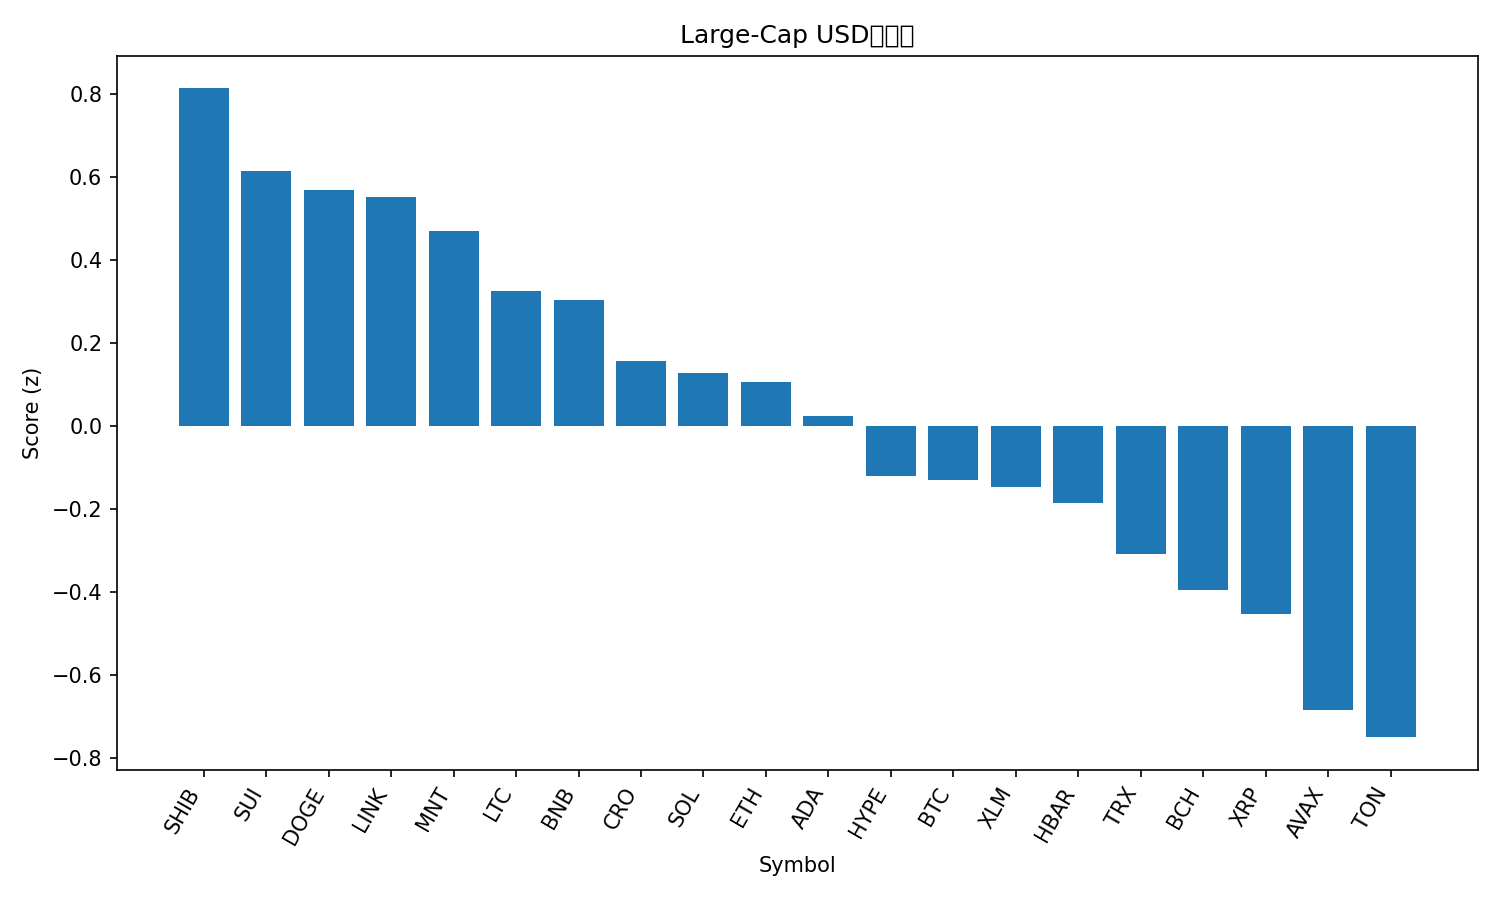 Large-Cap USD
0.8
0.6
0.4
0.2
0.0
−0.2
−0.4
−0.6
−0.8
Score (z)
SHIB SUI DOGE LINK MNT LTC BNB CRO SOL ETH ADA HYPE BTC XLM HBAR TRX BCH XRP AVAX TON
Symbol